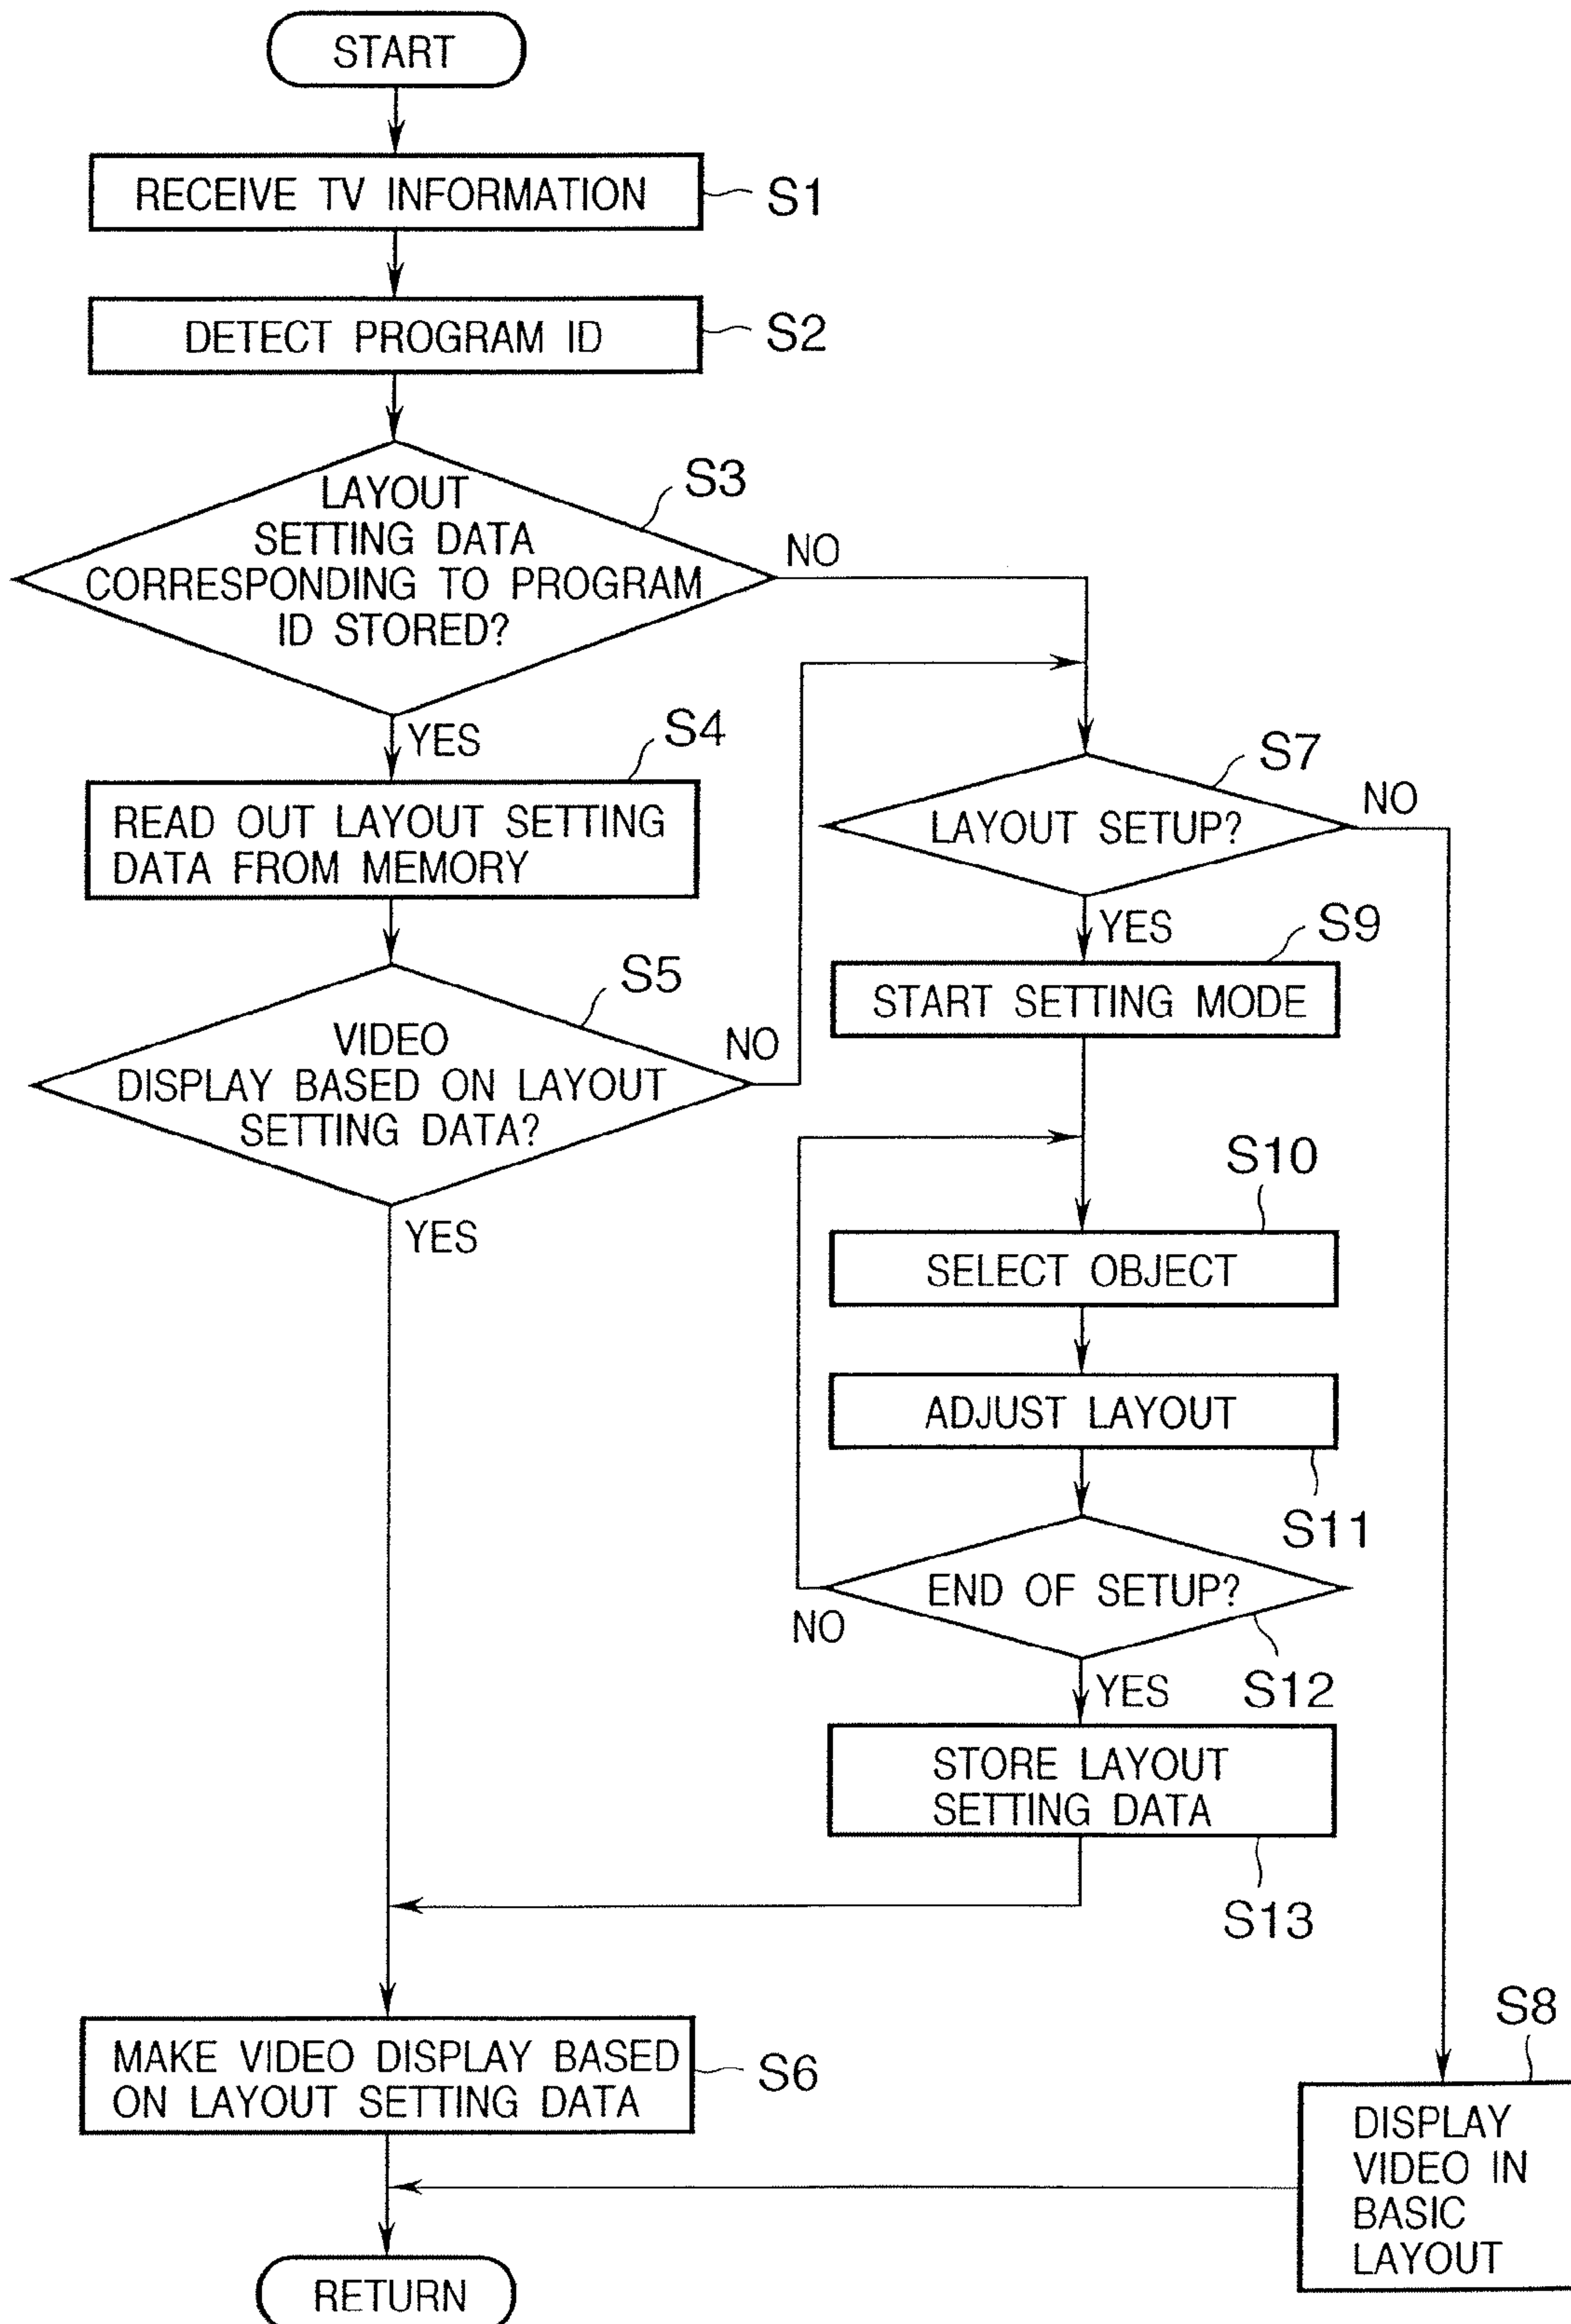 START
RECEIVE TV INFORMATION
S1
DETECT PROGRAM ID
S2
LAYOUT
SETTING DATA
CORRESPONDING TO PROGRAM
ID STORED?
S3
NO
YES
S4
READ OUT LAYOUT SETTING
DATA FROM MEMORY
S5
VIDEO
DISPLAY BASED ON LAYOUT
SETTING DATA?
NO
YES
S7
LAYOUT SETUP?
NO
YES
S9
START SETTING MODE
S10
SELECT OBJECT
ADJUST LAYOUT
S11
END OF SETUP?
NO
S12
YES
STORE LAYOUT
SETTING DATA
S13
MAKE VIDEO DISPLAY BASED
ON LAYOUT SETTING DATA
S6
S8
DISPLAY
VIDEO IN
BASIC
LAYOUT
RETURN